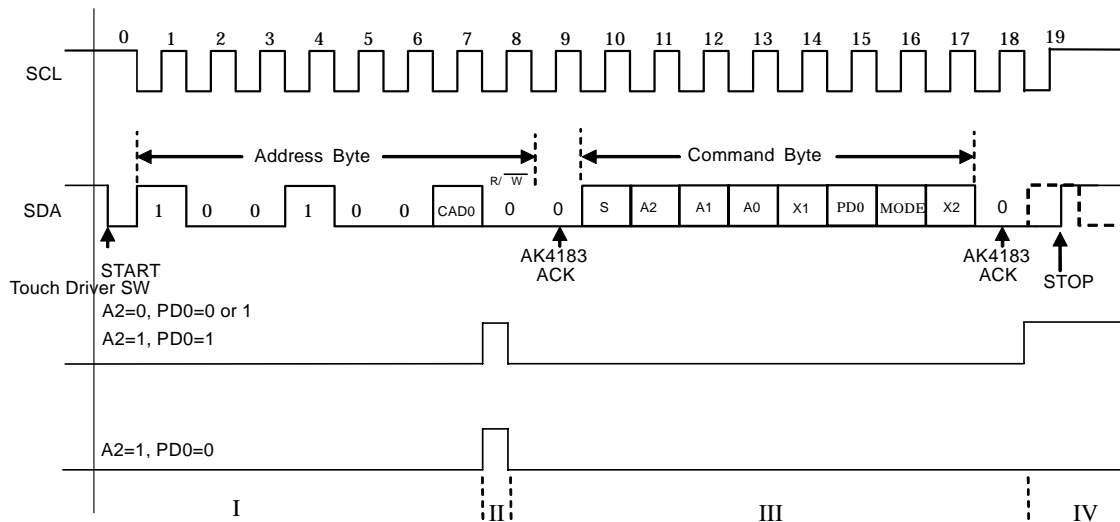 0 1 2 3 4 5 6 7 8 9 10 11 12 13 14 15 16 17 18 19
SCL
Address Byte Command Byte
R/W
SDA 1 0 0 1 0 0 CAD0 0 0 S A2 A1 A0 X1 PD0 MODE X2 0
START AK4183 ACK AK4183 ACK STOP
Touch Driver SW
A2=0, PD0=0 or 1
A2=1, PD0=1
A2=1, PD0=0
I II III IV